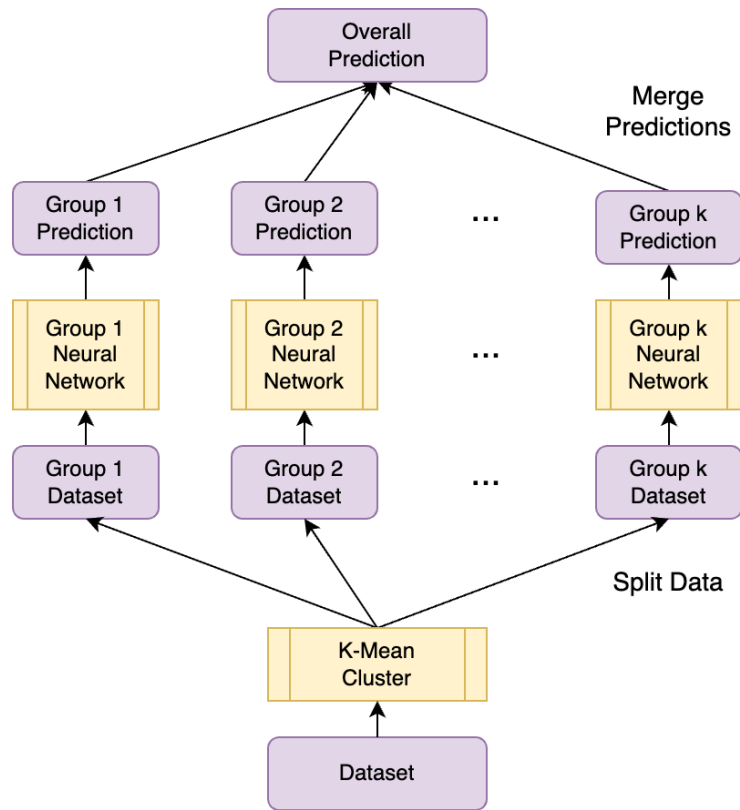 Overall
Prediction
Merge
Predictions
Group 1
Prediction
Group 2
Prediction
...
Group k
Prediction
Group 1
Neural
Network
Group 2
Neural
Network
...
Group k
Neural
Network
Group 1
Dataset
Group 2
Dataset
...
Group k
Dataset
Split Data
K-Mean
Cluster
Dataset